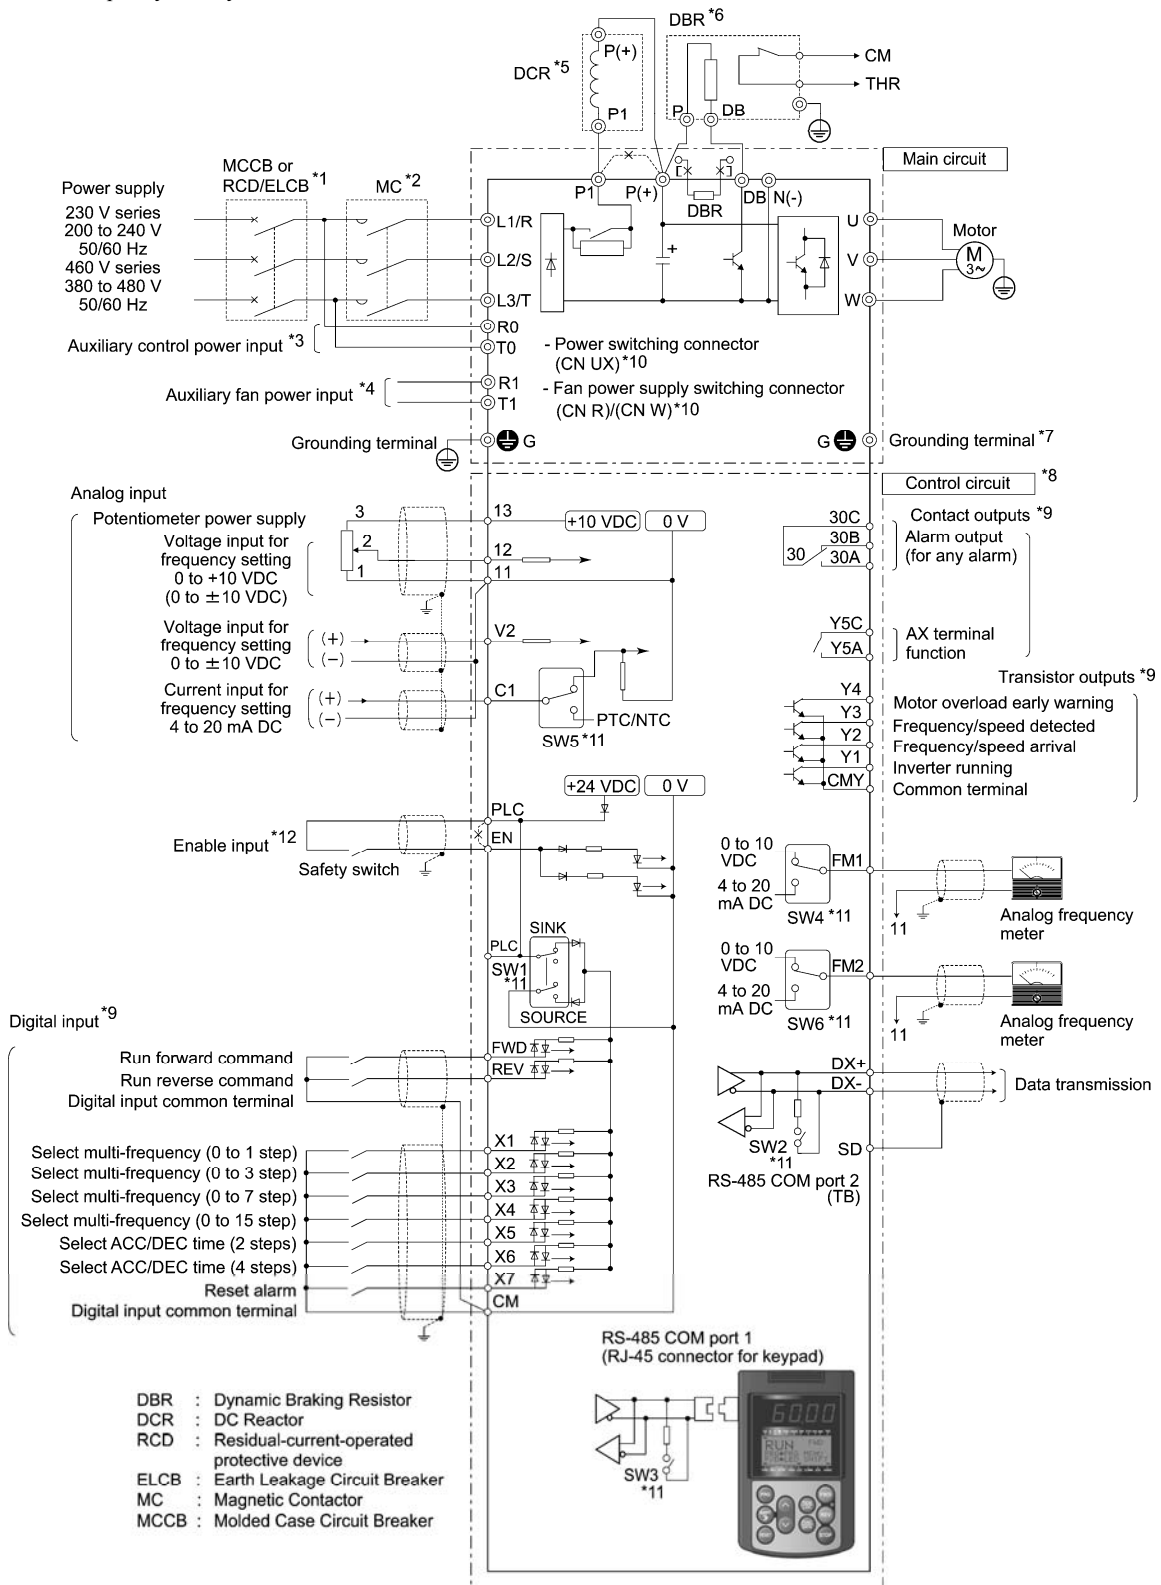 DBR *6
CM
THR
DCR *5
P(+)
P1
P
DB
Main circuit
MCCB or
RCD/ELCB *1
MC *2
Power supply
230 V series
200 to 240 V
50/60 Hz
460 V series
380 to 480 V
50/60 Hz
P1
P(+)
DBR
DB
N(-)
L1/R
L2/S
L3/T
+
U
V
W
Motor
M
3~
Auxiliary control power input *3
R0
T0
- Power switching connector
(CN UX) *10
Auxiliary fan power input *4
R1
T1
- Fan power supply switching connector
(CN R)/(CN W) *10
Grounding terminal
G
G
Grounding terminal *7
Control circuit *8
Analog input
Potentiometer power supply
Voltage input for
frequency setting
0 to +10 VDC
(0 to ±10 VDC)
3
2
1
13
12
11
+10 VDC
0 V
Voltage input for
frequency setting
0 to ±10 VDC
(+)
(−)
V2
Current input for
frequency setting
4 to 20 mA DC
(+)
(−)
C1
PTC/NTC
SW5 *11
Contact outputs *9
30C
30B
30A
30
Alarm output
(for any alarm)
Y5C
Y5A
AX terminal
function
Transistor outputs *9
Y4
Motor overload early warning
Y3
Frequency/speed detected
Y2
Frequency/speed arrival
Y1
Inverter running
CMY
Common terminal
+24 VDC
0 V
PLC
EN
Enable input *12
Safety switch
SINK
PLC
SW1
*11
SOURCE
0 to 10
VDC
4 to 20
mA DC
FM1
SW4 *11
11
Analog frequency
meter
0 to 10
VDC
4 to 20
mA DC
FM2
SW6 *11
11
Analog frequency
meter
Digital input *9
Run forward command
Run reverse command
Digital input common terminal
FWD
REV
DX+
DX-
Data transmission
SW2
*11
SD
RS-485 COM port 2
(TB)
Select multi-frequency (0 to 1 step)
Select multi-frequency (0 to 3 step)
Select multi-frequency (0 to 7 step)
Select multi-frequency (0 to 15 step)
Select ACC/DEC time (2 steps)
Select ACC/DEC time (4 steps)
Reset alarm
Digital input common terminal
X1
X2
X3
X4
X5
X6
X7
CM
RS-485 COM port 1
(RJ-45 connector for keypad)
SW3
*11
60.00
RUN
FWD
DBR : Dynamic Braking Resistor
DCR : DC Reactor
RCD : Residual-current-operated
protective device
ELCB : Earth Leakage Circuit Breaker
MC : Magnetic Contactor
MCCB : Molded Case Circuit Breaker